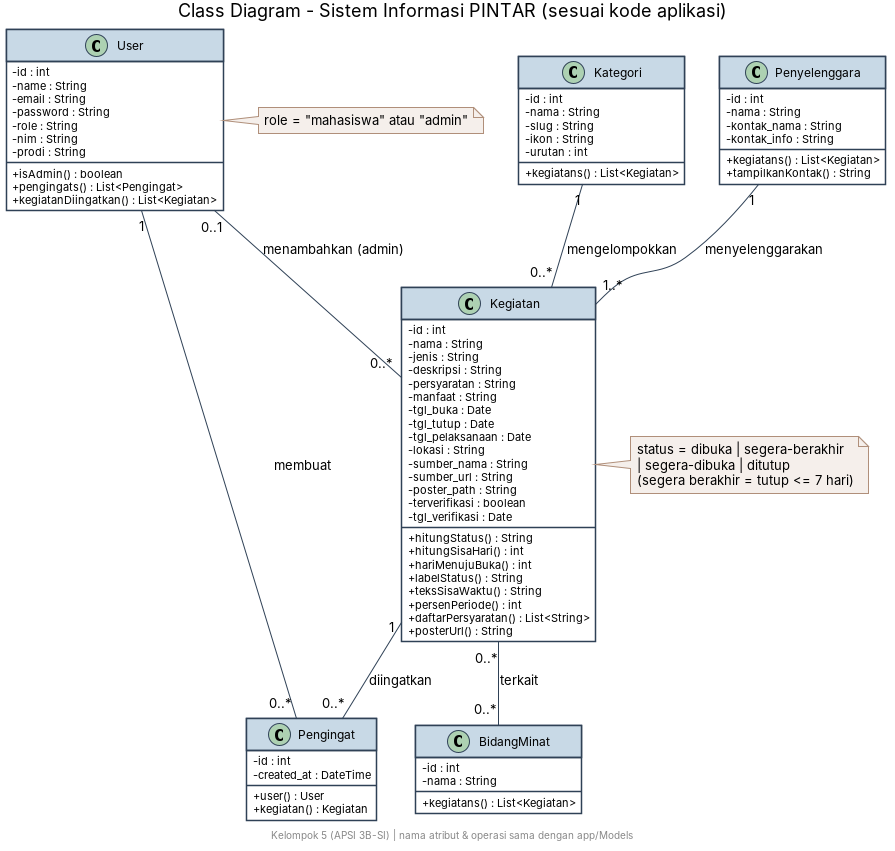 Class Diagram - Sistem Informasi PINTAR (sesuai kode aplikasi)
C User
-id : int
-name : String
-email : String
-password : String
-role : String
-nim : String
-prodi : String
+isAdmin() : boolean
+pengingats() : List<Pengingat>
+kegiatanDiingatkan() : List<Kegiatan>
role = "mahasiswa" atau "admin"
C Kategori
-id : int
-nama : String
-slug : String
-ikon : String
-urutan : int
+kegiatans() : List<Kegiatan>
C Penyelenggara
-id : int
-nama : String
-kontak_nama : String
-kontak_info : String
+kegiatans() : List<Kegiatan>
+tampilkanKontak() : String
1
0..1
menambahkan (admin)
0..*
1
mengelompokkan
0..*
1
menyelenggarakan
1..*
C Kegiatan
-id : int
-nama : String
-jenis : String
-deskripsi : String
-persyaratan : String
-manfaat : String
-tgl_buka : Date
-tgl_tutup : Date
-tgl_pelaksanaan : Date
-lokasi : String
-sumber_nama : String
-sumber_url : String
-poster_path : String
-terverifikasi : boolean
-tgl_verifikasi : Date
+hitungStatus() : String
+hitungSisaHari() : int
+hariMenujuBuka() : int
+labelStatus() : String
+teksSisaWaktu() : String
+persenPeriode() : int
+daftarPersyaratan() : List<String>
+posterUrl() : String
status = dibuka | segera-berakhir
| segera-dibuka | ditutup
(segera berakhir = tutup <= 7 hari)
membuat
1
diingatkan
0..*
0..*
0..*
terkait
0..*
C Pengingat
-id : int
-created_at : DateTime
+user() : User
+kegiatan() : Kegiatan
C BidangMinat
-id : int
-nama : String
+kegiatans() : List<Kegiatan>
Kelompok 5 (APSI 3B-SI) | nama atribut & operasi sama dengan app/Models